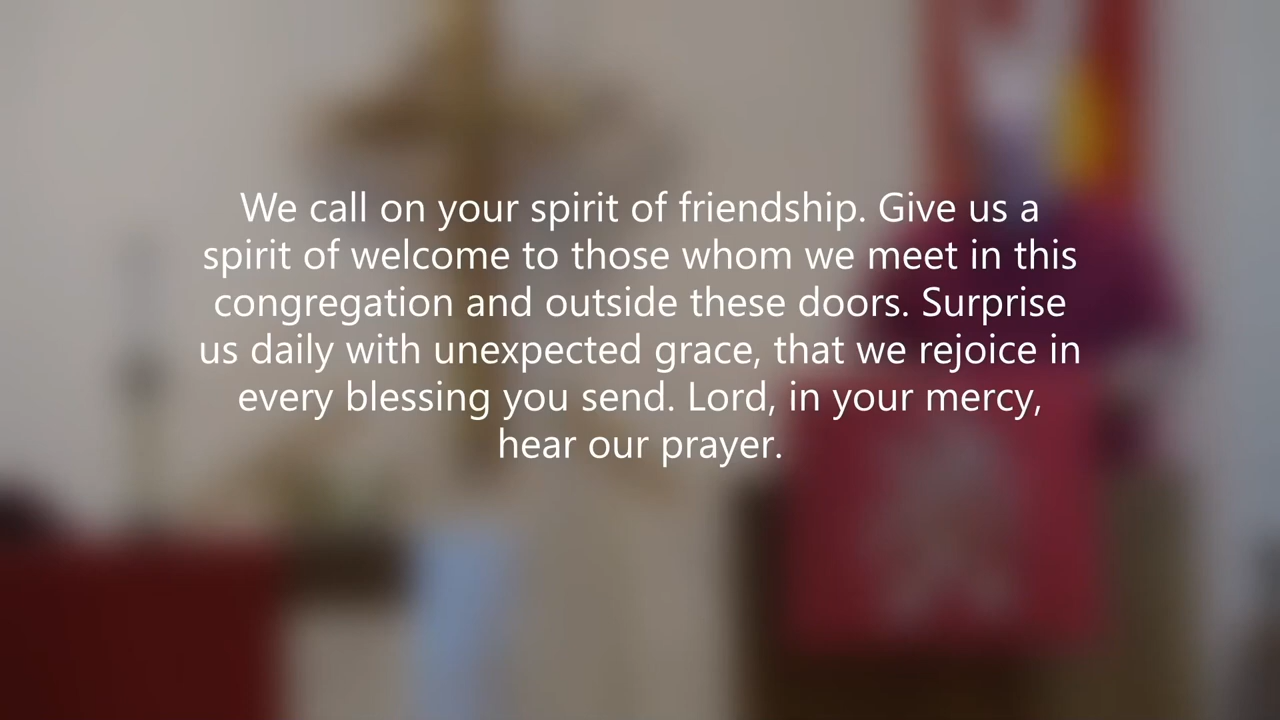 We call on your spirit of friendship. Give us a
spirit of welcome to those whom we meet in this
congregation and outside these doors. Surprise
us daily with unexpected grace, that we rejoice in
every blessing you send. Lord, in your mercy,
hear our prayer.